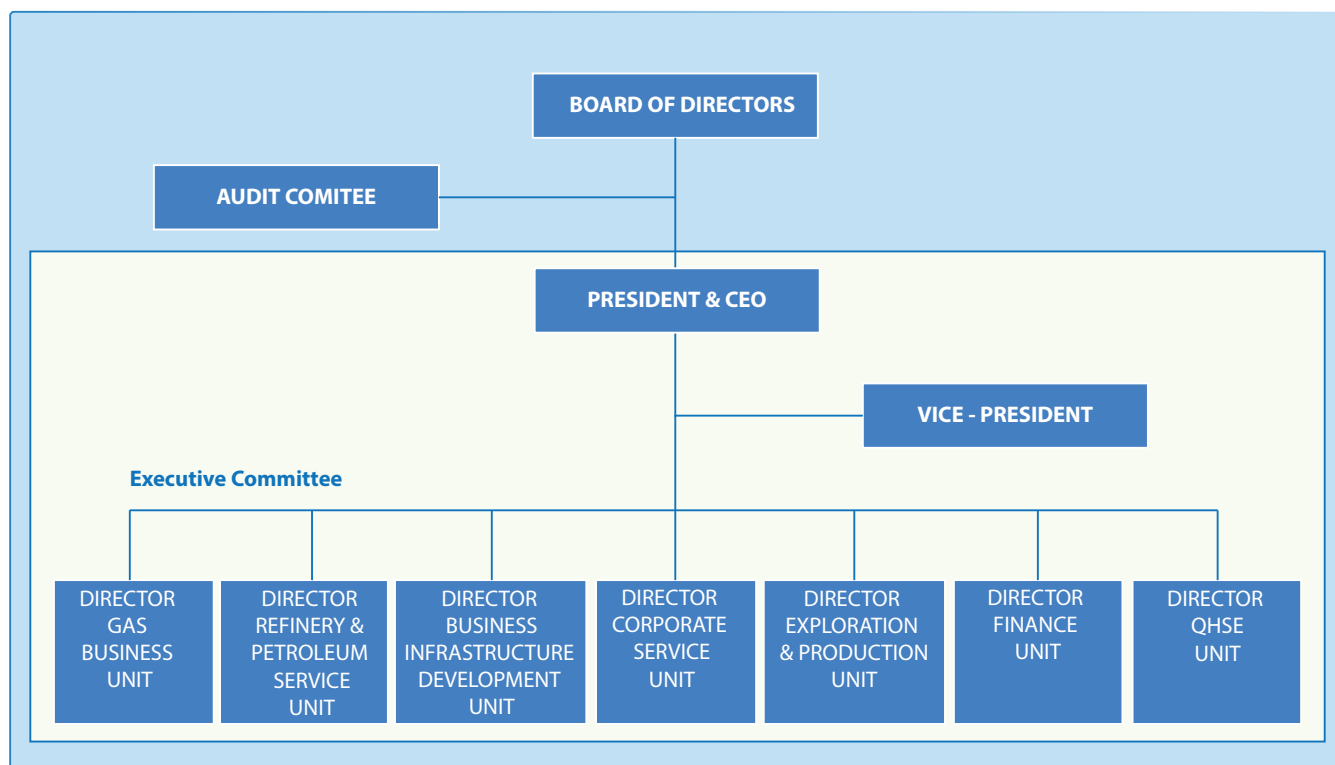 BOARD OF DIRECTORS
AUDIT COMITEE
PRESIDENT & CEO
VICE - PRESIDENT
Executive Committee
DIRECTOR
GAS
BUSINESS
UNIT
DIRECTOR
REFINERY &
PETROLEUM
SERVICE
UNIT
DIRECTOR
BUSINESS
INFRASTRUCTURE
DEVELOPMENT
UNIT
DIRECTOR
CORPORATE
SERVICE
UNIT
DIRECTOR
EXPLORATION
& PRODUCTION
UNIT
DIRECTOR
FINANCE
UNIT
DIRECTOR
QHSE
UNIT